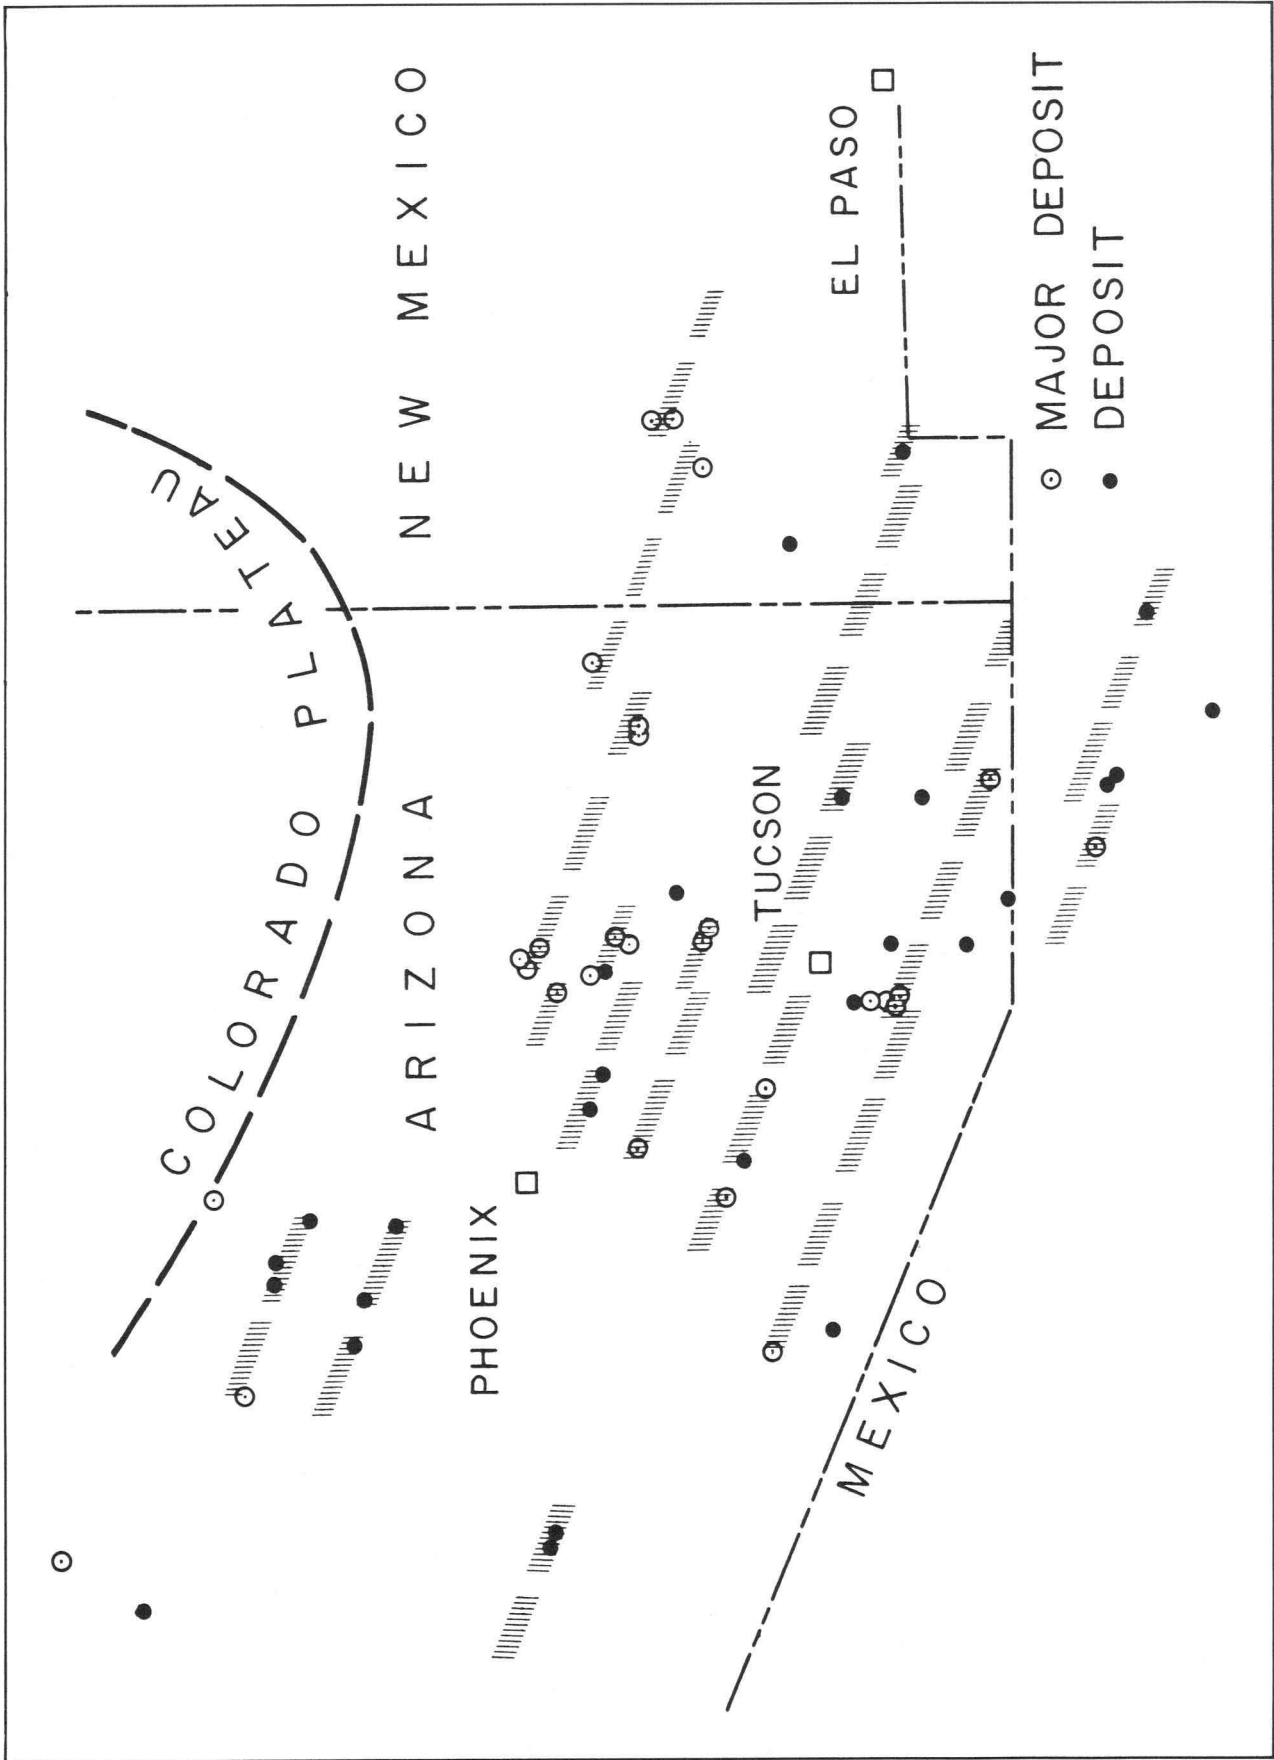 COLORADO PLATEAU
ARIZONA
NEW MEXICO
PHOENIX
TUCSON
EL PASO
MEXICO
MAJOR DEPOSIT
DEPOSIT